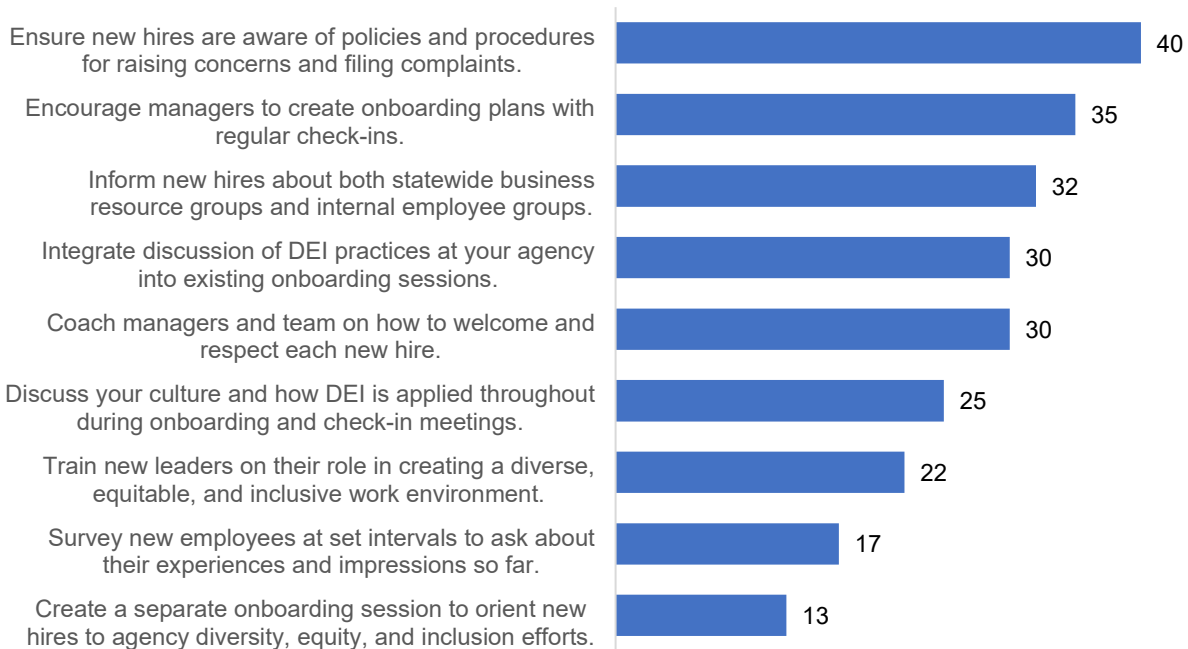 Ensure new hires are aware of policies and procedures
for raising concerns and filing complaints.
40
Encourage managers to create onboarding plans with
regular check-ins.
35
Inform new hires about both statewide business
resource groups and internal employee groups.
32
Integrate discussion of DEI practices at your agency
into existing onboarding sessions.
30
Coach managers and team on how to welcome and
respect each new hire.
30
Discuss your culture and how DEI is applied throughout
during onboarding and check-in meetings.
25
Train new leaders on their role in creating a diverse,
equitable, and inclusive work environment.
22
Survey new employees at set intervals to ask about
their experiences and impressions so far.
17
Create a separate onboarding session to orient new
hires to agency diversity, equity, and inclusion efforts.
13